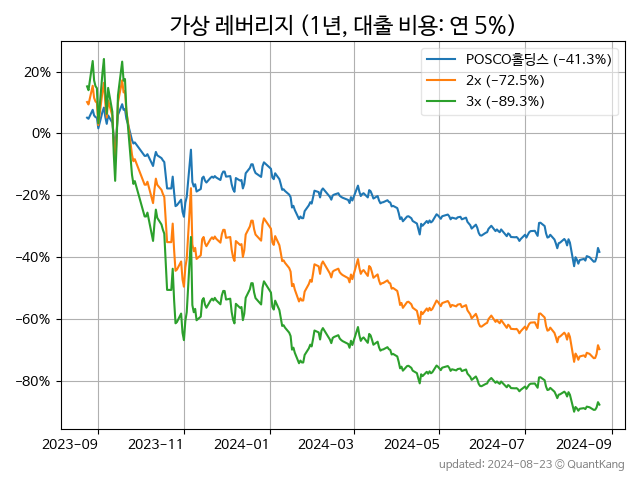 가상 레버리지 (1년, 대출 비용: 연 5%)
POSCO홀딩스 (−41.3%)
2x (−72.5%)
3x (−89.3%)
20%
0%
−20%
−40%
−60%
−80%
2023-09 2023-11 2024-01 2024-03 2024-05 2024-07 2024-09
updated: 2024-08-23 © QuantKang